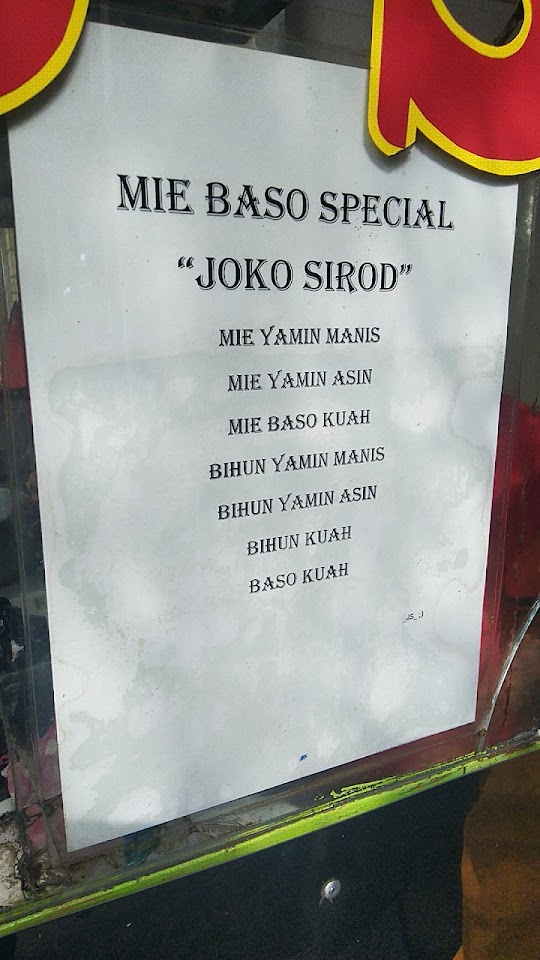 MIE BASO SPECIAL
“JOKO SIROD”
MIE YAMIN MANIS
MIE YAMIN ASIN
MIE BASO KUAH
BIHUN YAMIN MANIS
BIHUN YAMIN ASIN
BIHUN KUAH
BASO KUAH
_JS_;)